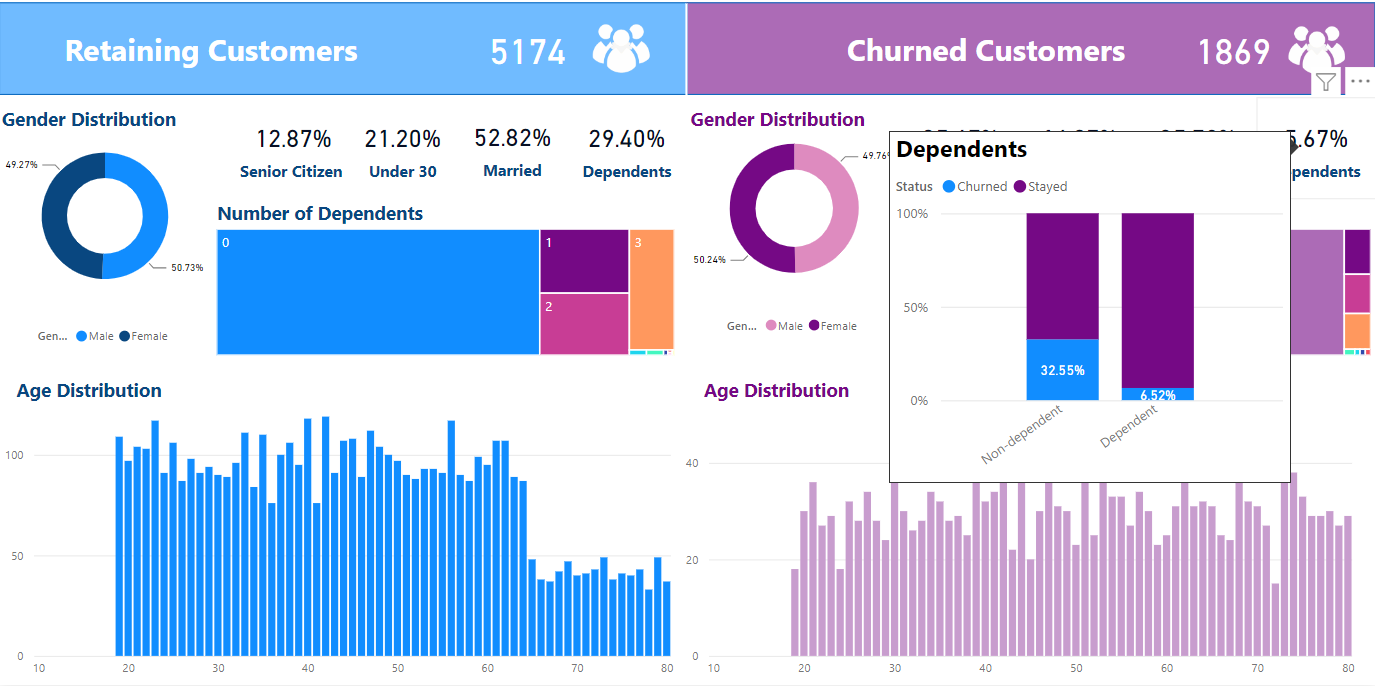 Retaining Customers 5174
Churned Customers 1869
Gender Distribution
49.27%
50.73%
Gen... Male Female
12.87% 21.20% 52.82% 29.40%
Senior Citizen Under 30 Married Dependents
Number of Dependents
0
1
2
3
Age Distribution
100
50
0
10 20 30 40 50 60 70 80
Gender Distribution
49.76%
50.24%
Gen... Male Female
5.67%
pendents
Dependents
Status Churned Stayed
100%
50%
0%
32.55%
6.52%
Non-dependent
Dependent
Age Distribution
40
20
0
10 20 30 40 50 60 70 80